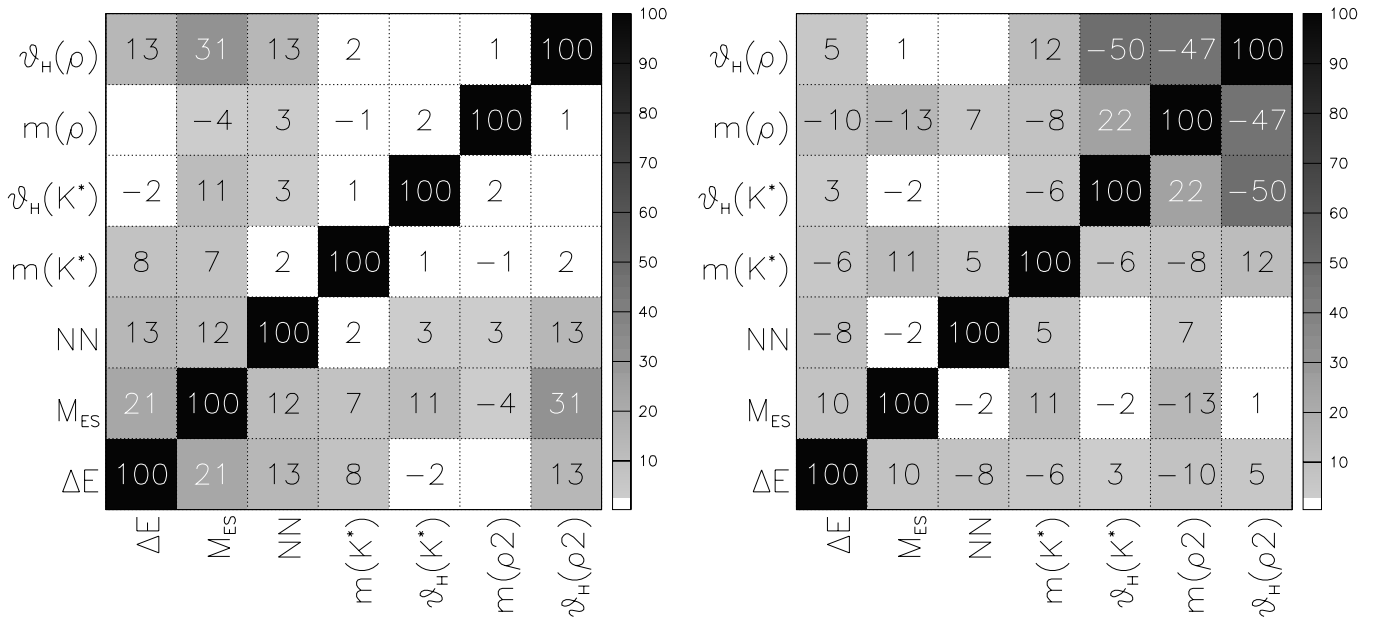 ϑH(ρ) 13 31 13 2 1 100
m(ρ) −4 3 −1 2 100 1
ϑH(K*) −2 11 3 1 100 2
m(K*) 8 7 2 100 1 −1 2
NN 13 12 100 2 3 3 13
MES 21 100 12 7 11 −4 31
ΔE 100 21 13 8 −2 13
ΔE MES NN m(K*) ϑH(K*) m(ρ2) ϑH(ρ2)
100
90
80
70
60
50
40
30
20
10
ϑH(ρ) 5 1 12 −50 −47 100
m(ρ) −10 −13 7 −8 22 100 −47
ϑH(K*) 3 −2 −6 100 22 −50
m(K*) −6 11 5 100 −6 −8 12
NN −8 −2 100 5 7
MES 10 100 −2 11 −2 −13 1
ΔE 100 10 −8 −6 3 −10 5
ΔE MES NN m(K*) ϑH(K*) m(ρ2) ϑH(ρ2)
100
90
80
70
60
50
40
30
20
10